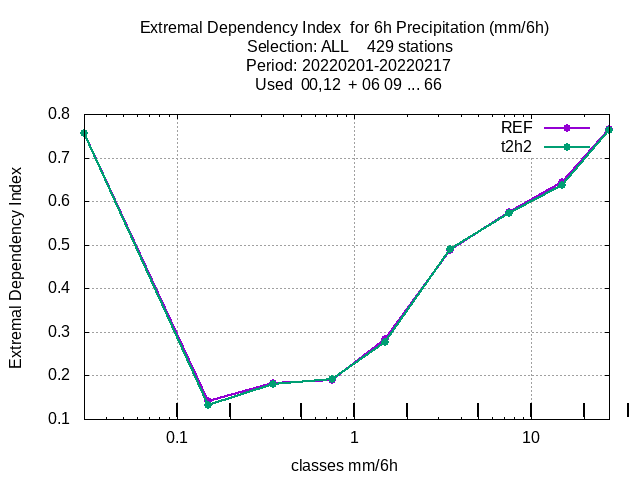 Extremal Dependency Index for 6h Precipitation (mm/6h)
Selection: ALL 429 stations
Period: 20220201-20220217
Used 00,12 + 06 09 ... 66
REF
t2h2
0.8
0.7
0.6
0.5
0.4
0.3
0.2
0.1
Extremal Dependency Index
0.1 1 10
classes mm/6h